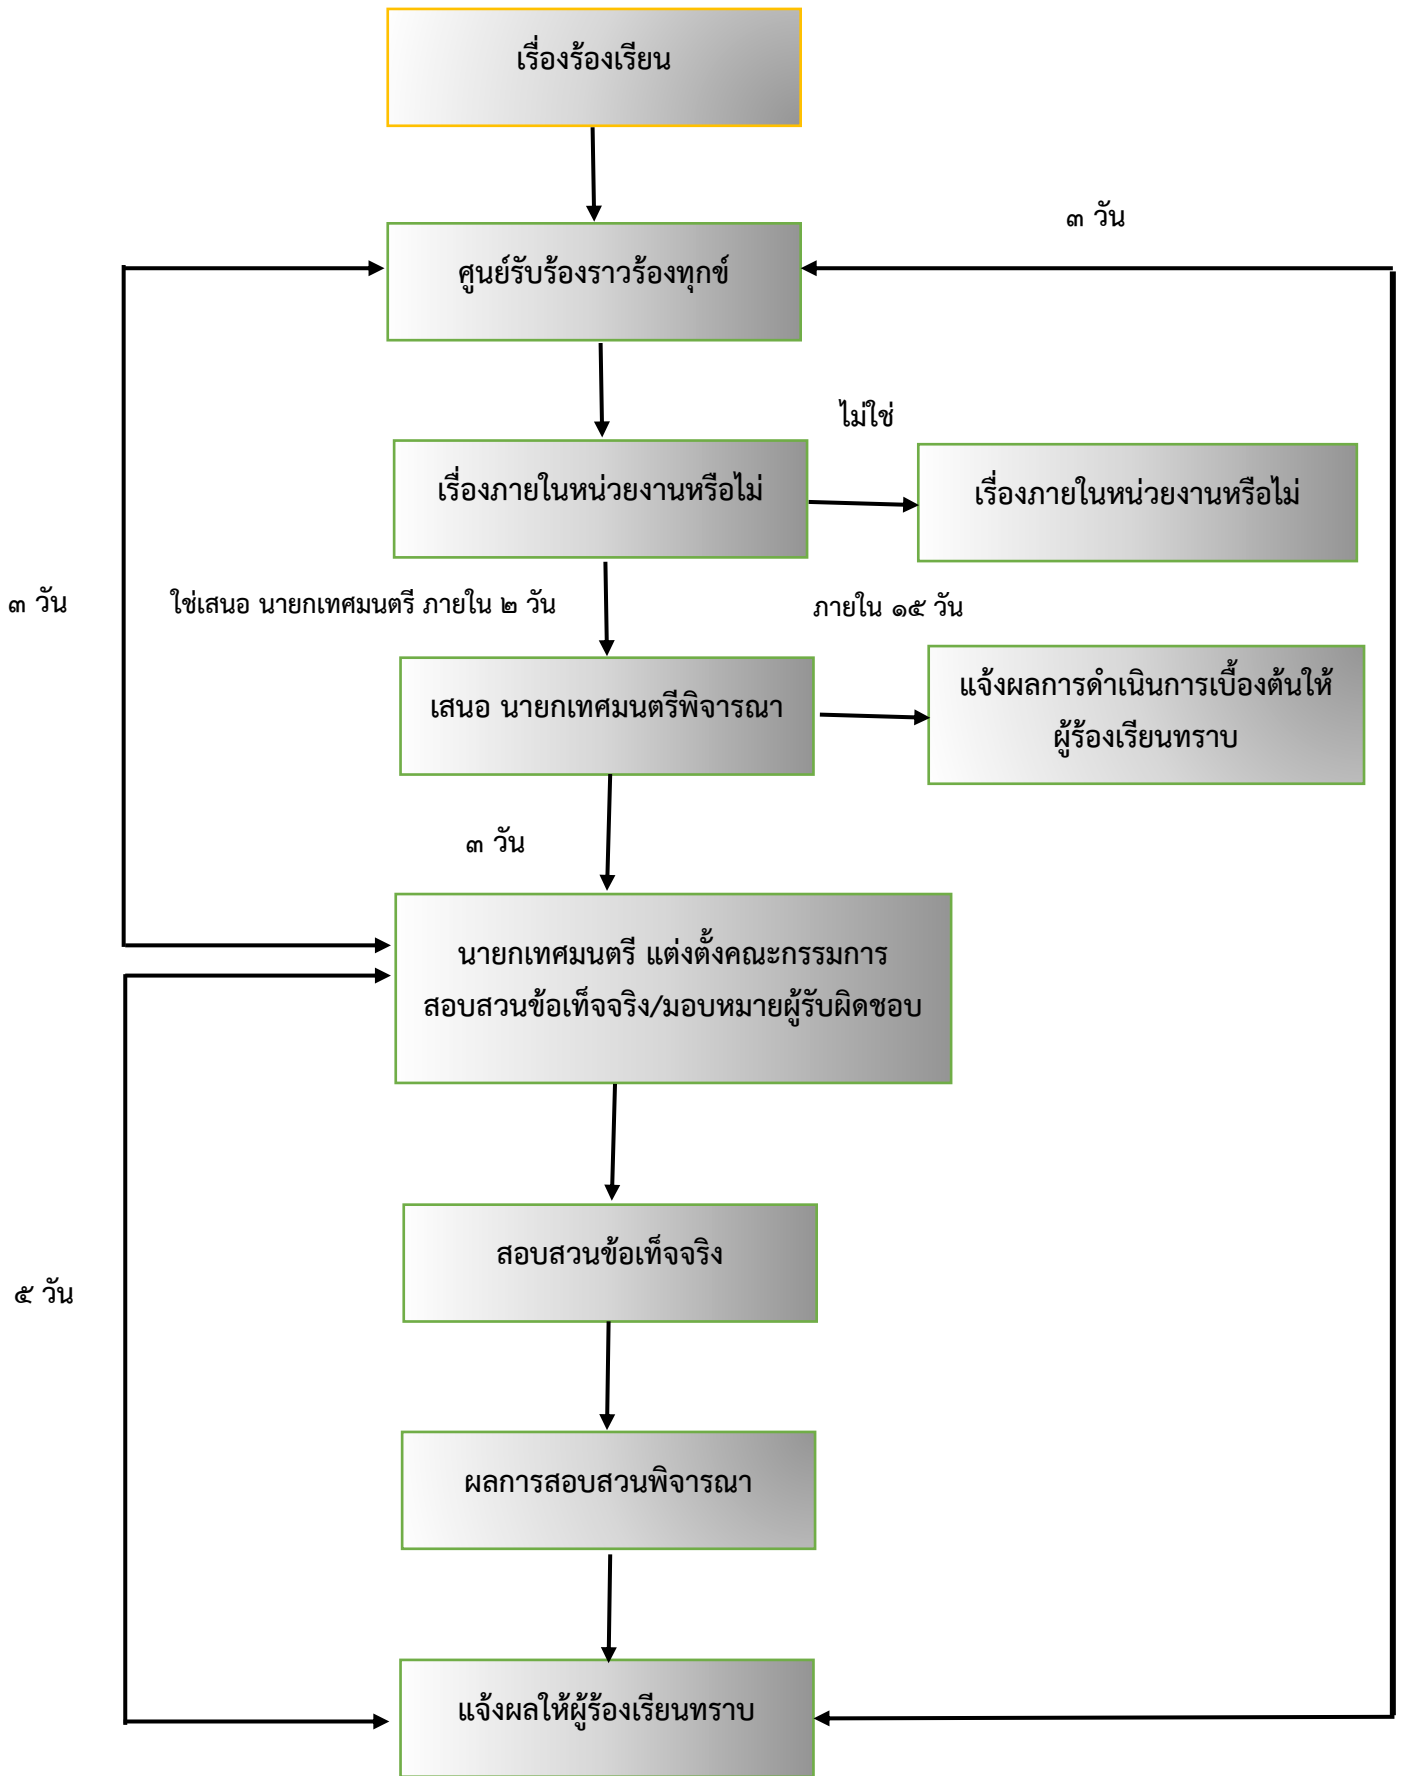 เรื่องร้องเรียน
๓ วัน
ศูนย์รับร้องราวร้องทุกข์
ไม่ใช่
เรื่องภายในหน่วยงานหรือไม่
เรื่องภายในหน่วยงานหรือไม่
๓ วัน
ใช่เสนอ นายกเทศมนตรี ภายใน ๒ วัน
ภายใน ๑๕ วัน
เสนอ นายกเทศมนตรีพิจารณา
แจ้งผลการดำเนินการเบื้องต้นให้
ผู้ร้องเรียนทราบ
๓ วัน
นายกเทศมนตรี แต่งตั้งคณะกรรมการ
สอบสวนข้อเท็จจริง/มอบหมายผู้รับผิดชอบ
สอบสวนข้อเท็จจริง
๕ วัน
ผลการสอบสวนพิจารณา
แจ้งผลให้ผู้ร้องเรียนทราบ